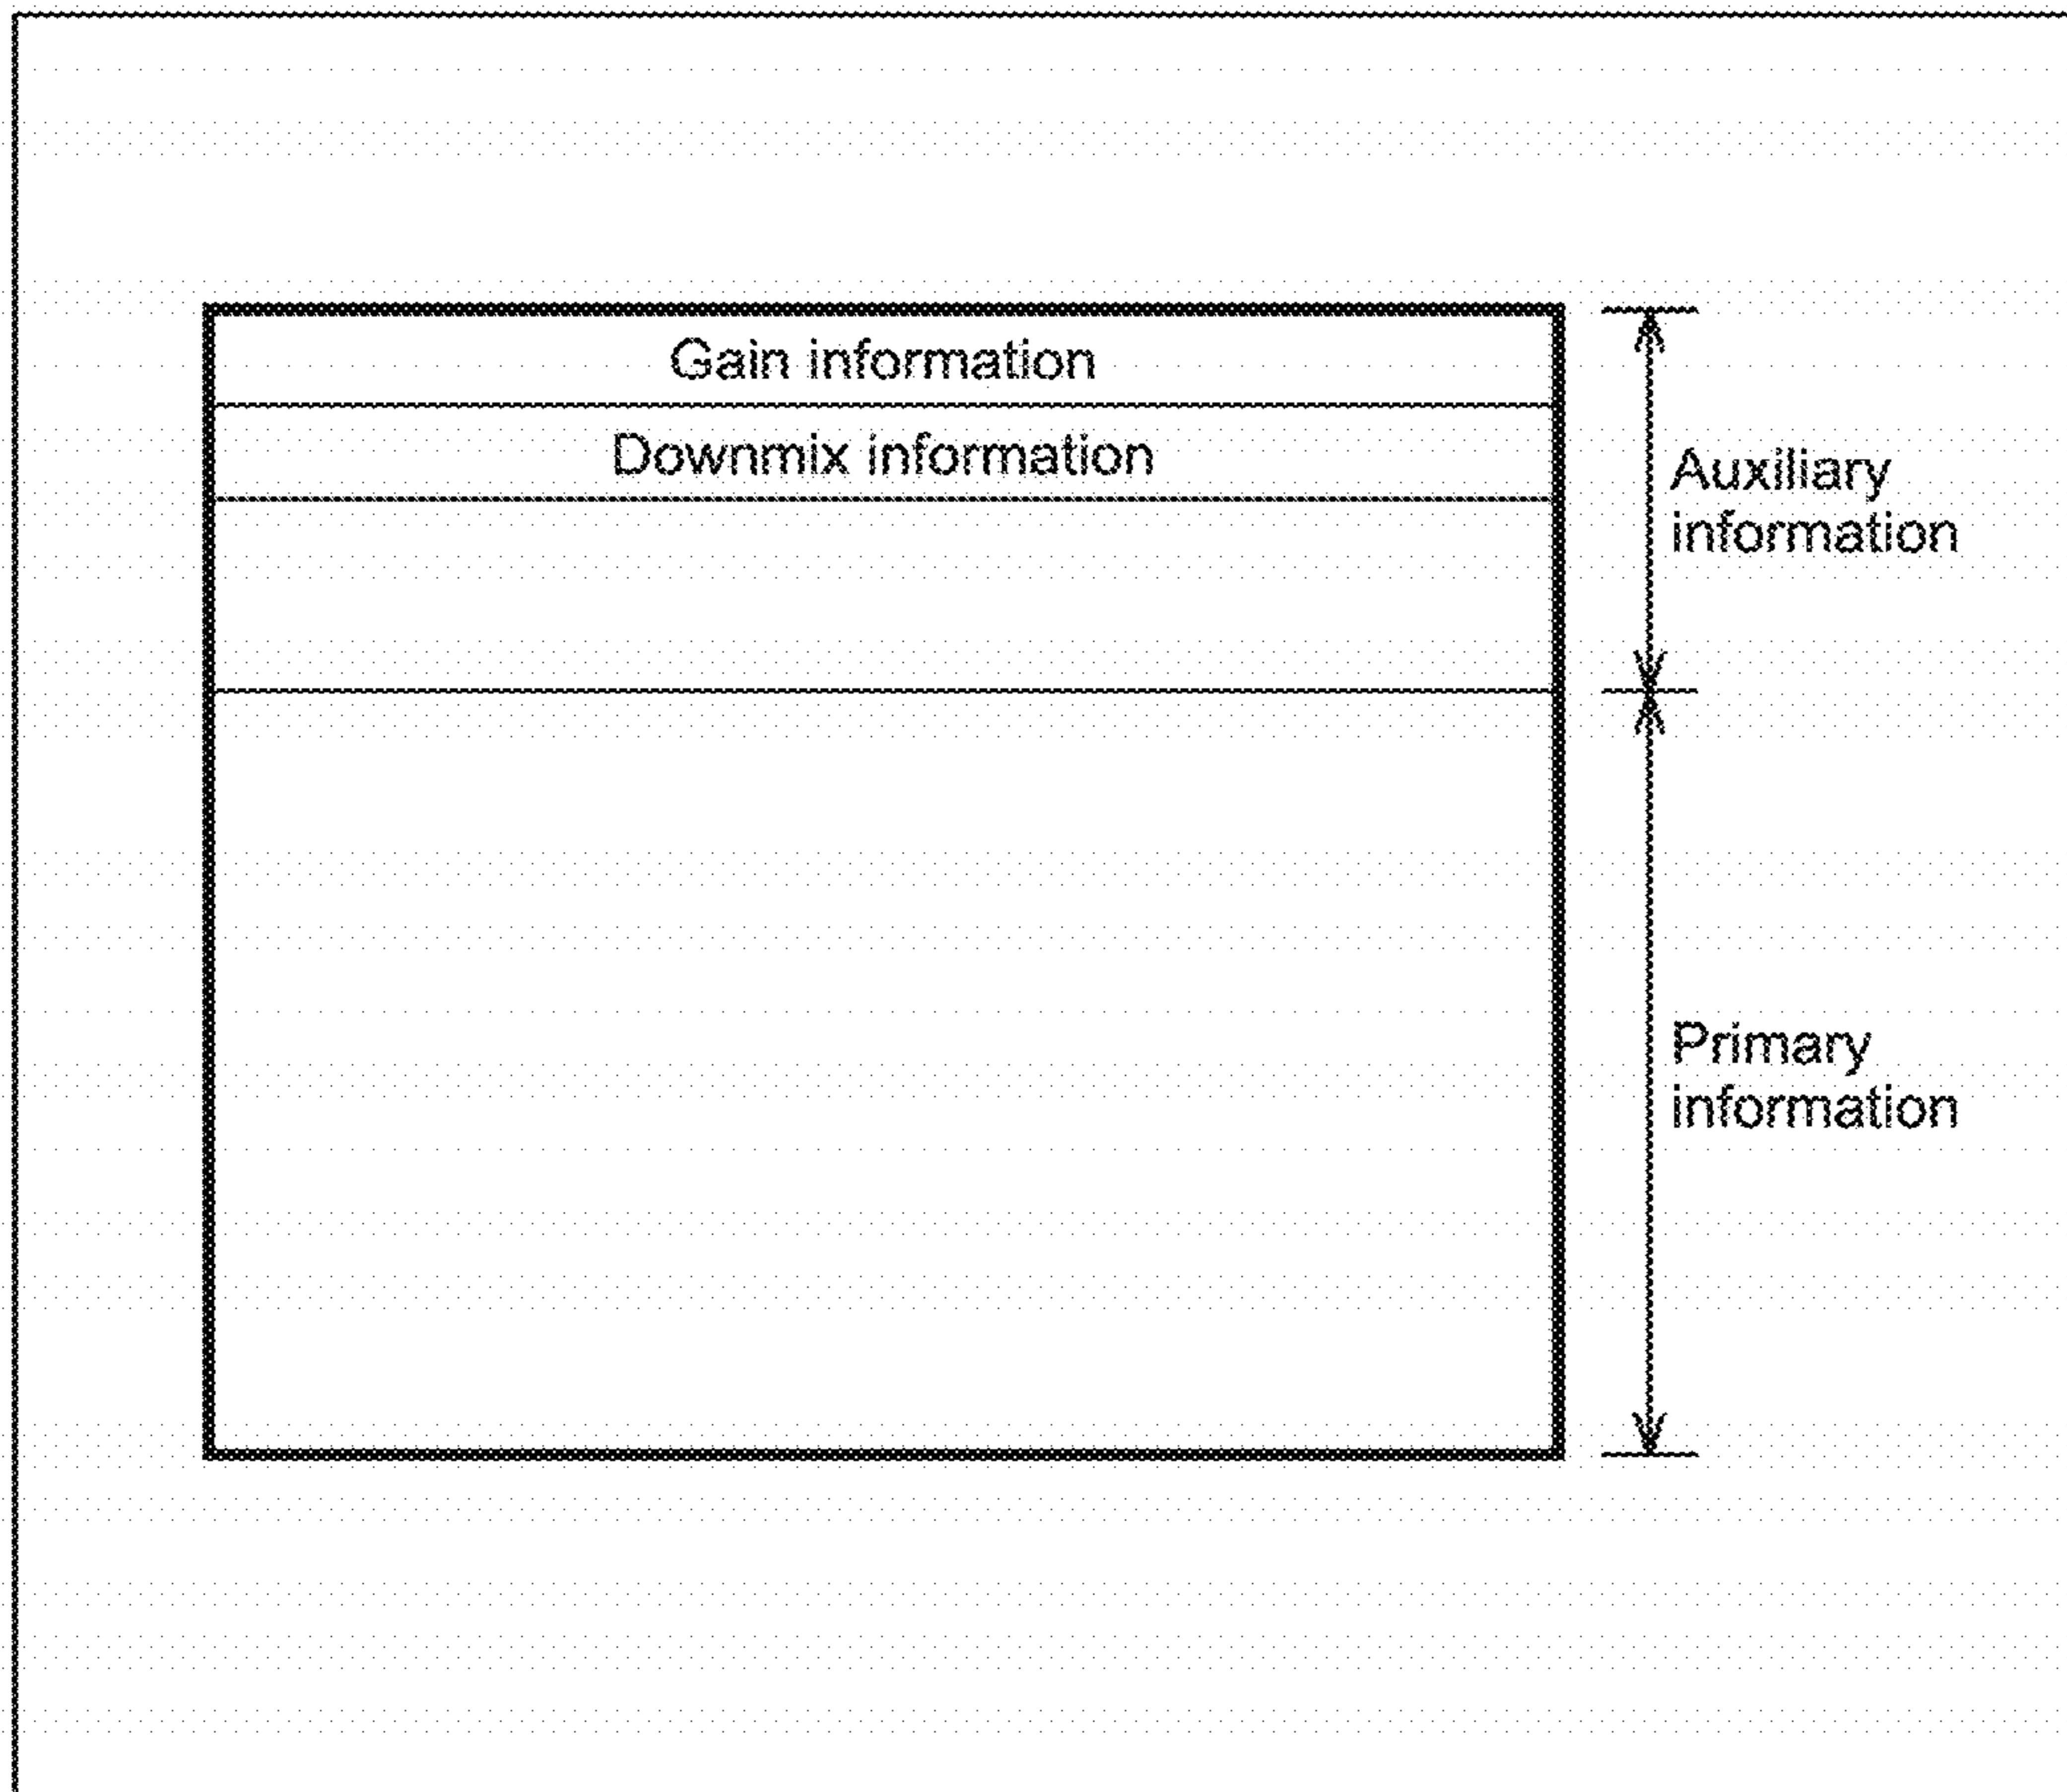 Gain information
Downmix information
Auxiliary
information
Primary
information